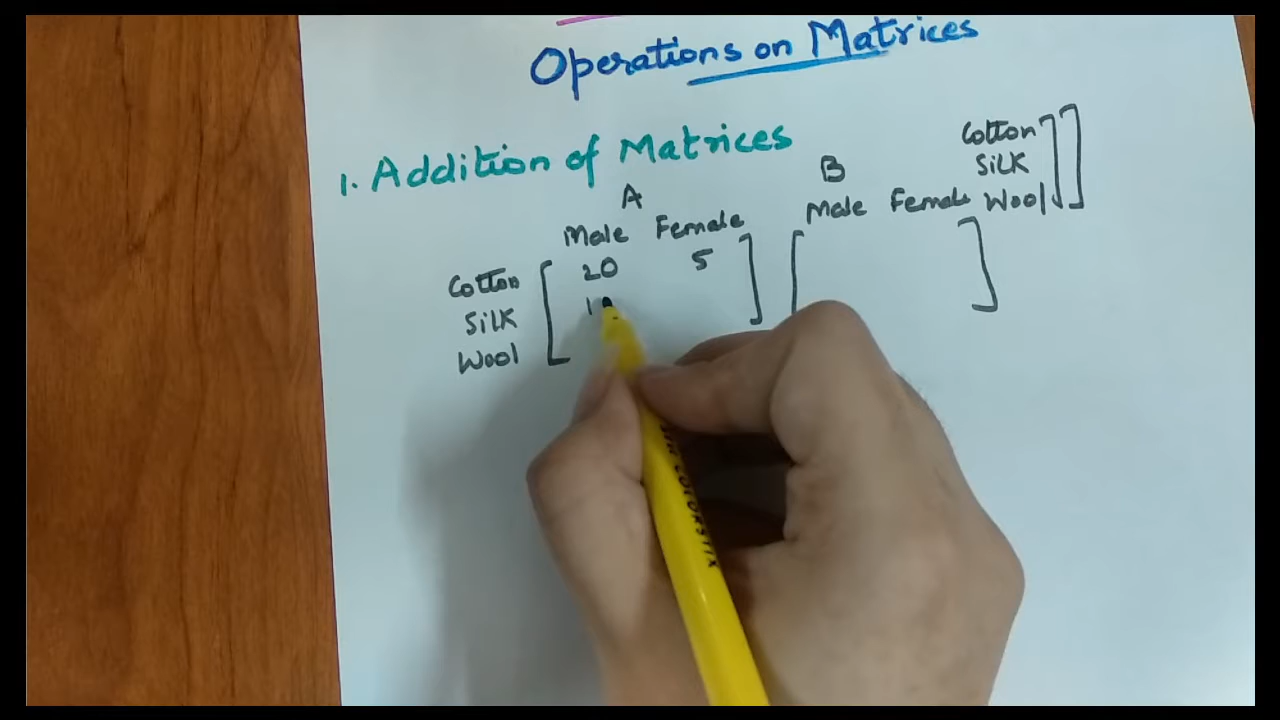 Operations on Matrices
1. Addition of Matrices
Cotton
SiLK
Wool
A
B
Male Female
Male Female
Cotton 20 5
SiLK
Wool